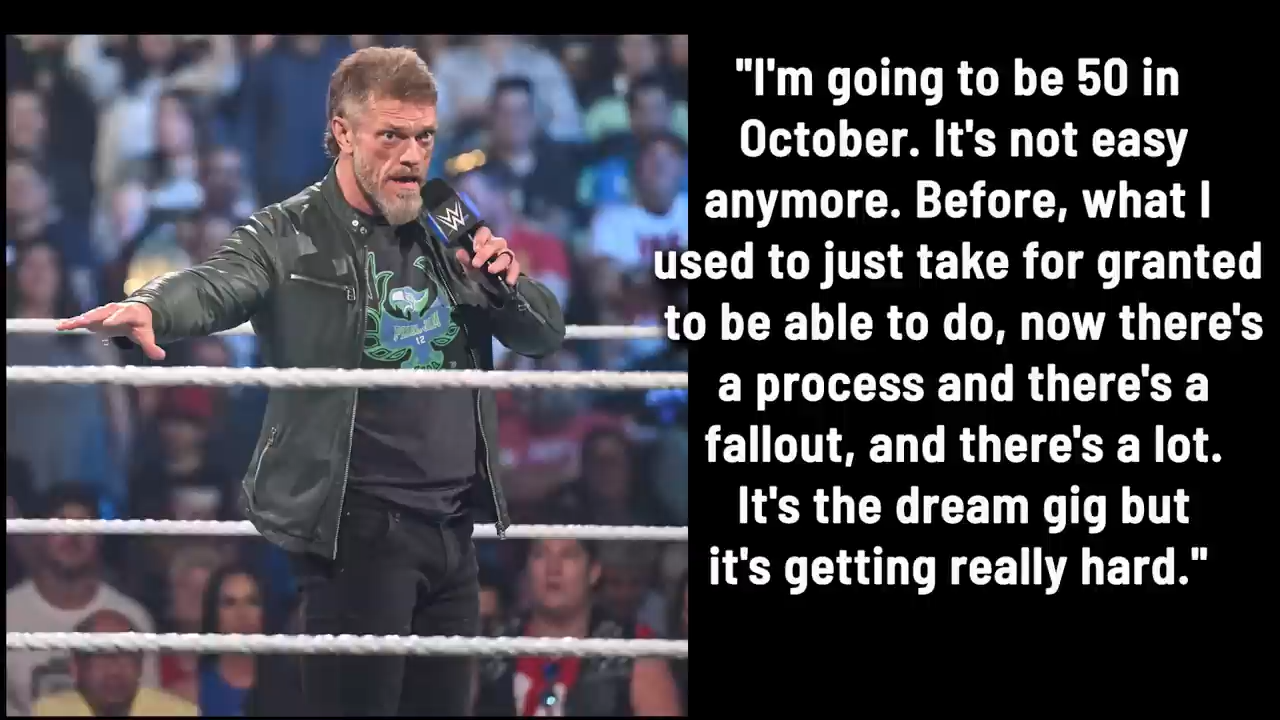 "I'm going to be 50 in
October. It's not easy
anymore. Before, what I
used to just take for granted
to be able to do, now there's
a process and there's a
fallout, and there's a lot.
It's the dream gig but
it's getting really hard."
W
12